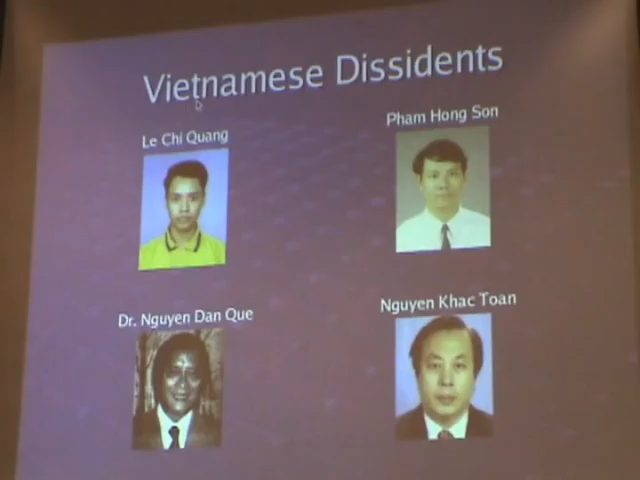 Vietnamese Dissidents
Le Chi Quang
Pham Hong Son
Dr. Nguyen Dan Que
Nguyen Khac Toan